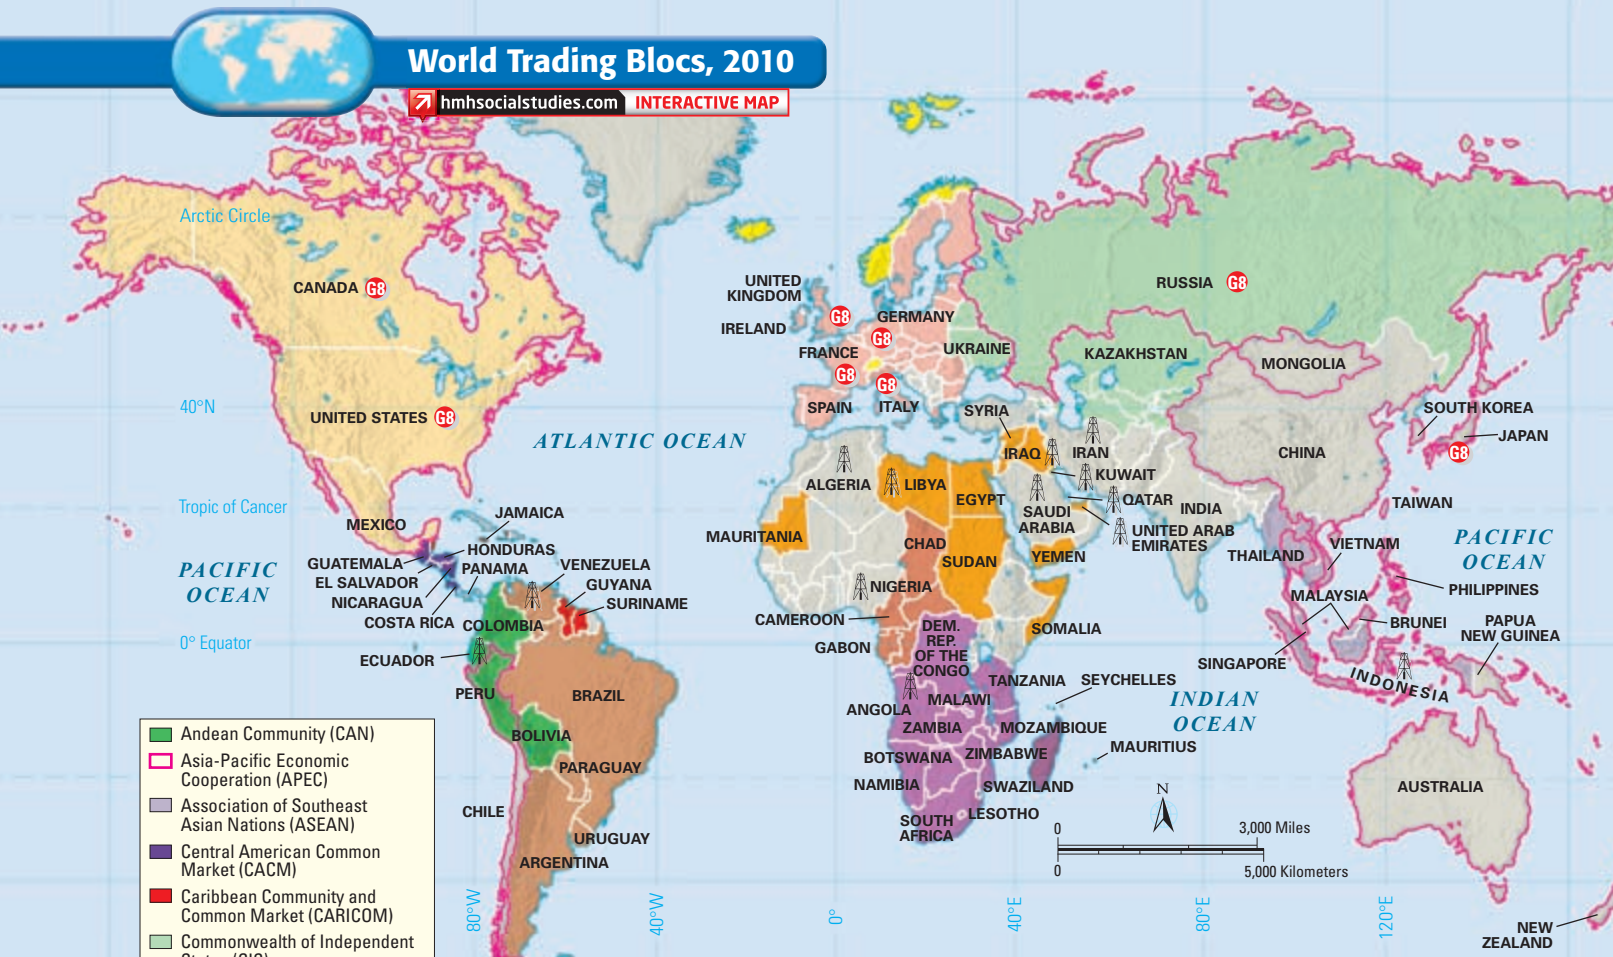 World Trading Blocs, 2010
hmhsocialstudies.com INTERACTIVE MAP
Arctic Circle
CANADA G8
UNITED STATES G8
40°N
ATLANTIC OCEAN
Tropic of Cancer
MEXICO
JAMAICA
HONDURAS
GUATEMALA
PANAMA
EL SALVADOR
NICARAGUA
COSTA RICA
VENEZUELA
GUYANA
SURINAME
PACIFIC
OCEAN
COLOMBIA
0° Equator
ECUADOR
PERU
BRAZIL
BOLIVIA
PARAGUAY
CHILE
URUGUAY
ARGENTINA
UNITED
KINGDOM
G8
IRELAND
GERMANY
G8
FRANCE
G8
UKRAINE
SPAIN
ITALY
G8
RUSSIA G8
KAZAKHSTAN
MONGOLIA
SYRIA
IRAQ
IRAN
KUWAIT
CHINA
SOUTH KOREA
JAPAN
G8
ALGERIA
LIBYA
EGYPT
SAUDI
ARABIA
QATAR
INDIA
UNITED ARAB
EMIRATES
TAIWAN
MAURITANIA
CHAD
SUDAN
YEMEN
THAILAND
VIETNAM
PACIFIC
OCEAN
NIGERIA
CAMEROON
PHILIPPINES
MALAYSIA
BRUNEI
PAPUA
NEW GUINEA
SOMALIA
DEM.
REP.
OF THE
CONGO
GABON
SINGAPORE
INDONESIA
TANZANIA
SEYCHELLES
INDIAN
OCEAN
ANGOLA
MALAWI
ZAMBIA
MOZAMBIQUE
BOTSWANA
ZIMBABWE
MAURITIUS
NAMIBIA
SWAZILAND
LESOTHO
SOUTH
AFRICA
AUSTRALIA
NEW
ZEALAND
N
0 3,000 Miles
0 5,000 Kilometers
80°W
40°W
0°
40°E
80°E
120°E
Andean Community (CAN)
Asia-Pacific Economic
Cooperation (APEC)
Association of Southeast
Asian Nations (ASEAN)
Central American Common
Market (CACM)
Caribbean Community and
Common Market (CARICOM)
Commonwealth of Independent